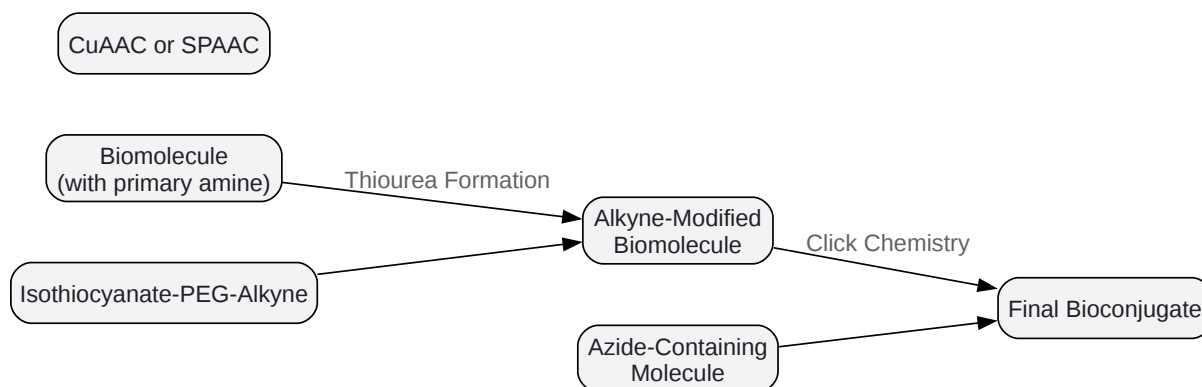 CuAAC or SPAAC
Biomolecule
(with primary amine)
Thiourea Formation
Isothiocyanate-PEG-Alkyne
Alkyne-Modified
Biomolecule
Click Chemistry
Azide-Containing
Molecule
Final Bioconjugate